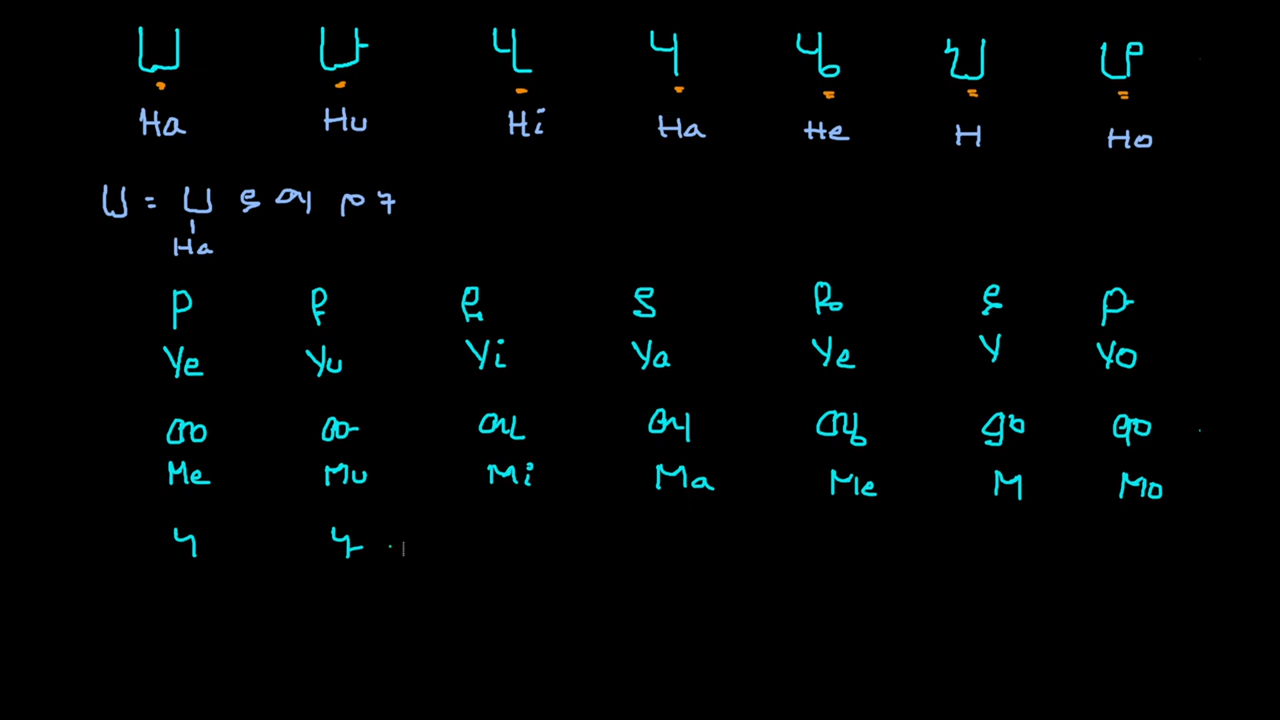 ሀ ሁ ሂ ሃ ሄ ህ ሆ
Ha Hu Hi Ha He H Ho
ሀ = ሀ ይ ማ ኖ ት
Ha
የ ዩ ዪ ያ ዬ ይ ዮ
Ye Yu Yi Ya Ye Y Yo
መ ሙ ሚ ማ ሜ ም ሞ
Me Mu Mi Ma Me M Mo
ነ ኑ